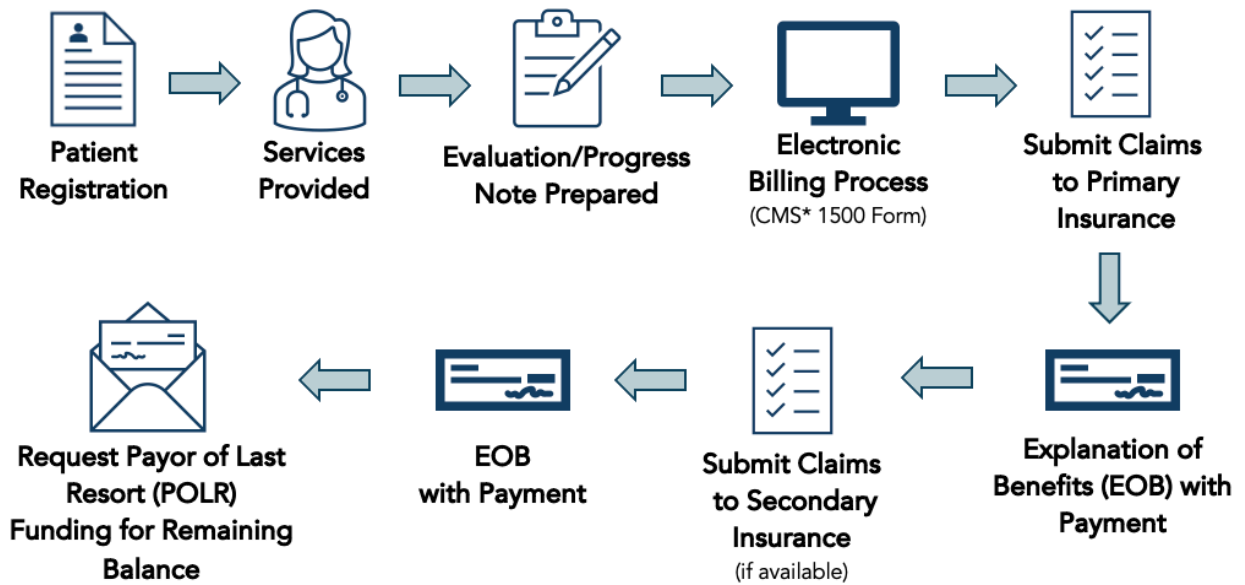 Patient
Registration
Services
Provided
Evaluation/Progress
Note Prepared
Electronic
Billing Process
(CMS* 1500 Form)
Submit Claims
to Primary
Insurance
Explanation of
Benefits (EOB) with
Payment
Submit Claims
to Secondary
Insurance
(if available)
EOB
with Payment
Request Payor of Last
Resort (POLR)
Funding for Remaining
Balance